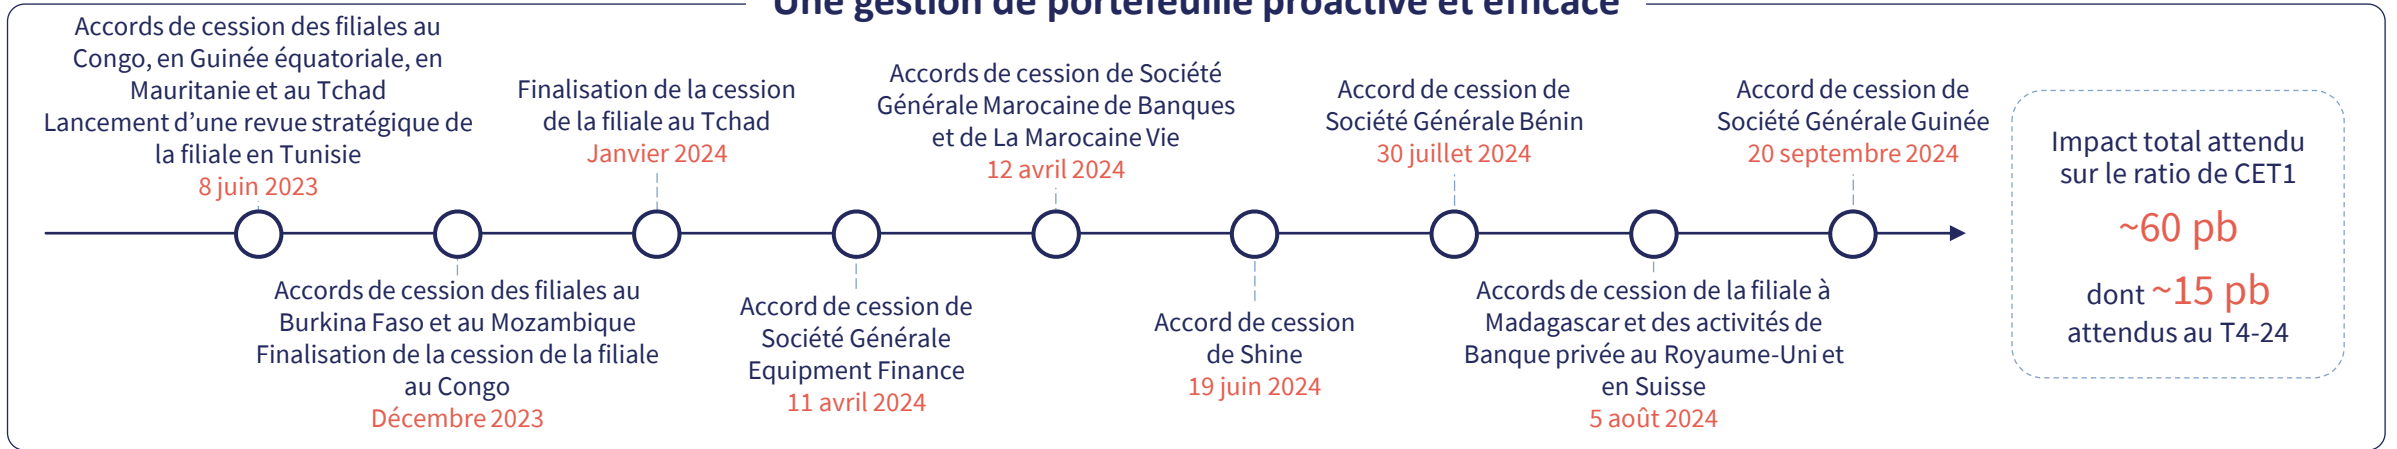 Une gestion de portefeuille proactive et efficace
Accords de cession des filiales au
Congo, en Guinée équatoriale, en
Mauritanie et au Tchad
Lancement d'une revue stratégique de
la filiale en Tunisie
8 juin 2023
Accords de cession des filiales au
Burkina Faso et au Mozambique
Finalisation de la cession de la filiale
au Congo
Décembre 2023
Finalisation de la cession
de la filiale au Tchad
Janvier 2024
Accord de cession de
Société Générale
Equipment Finance
11 avril 2024
Accords de cession de Société
Générale Marocaine de Banques
et de La Marocaine Vie
12 avril 2024
Accord de cession
de Shine
19 juin 2024
Accord de cession de
Société Générale Bénin
30 juillet 2024
Accords de cession de la filiale à
Madagascar et des activités de
Banque privée au Royaume-Uni et
en Suisse
5 août 2024
Accord de cession de
Société Générale Guinée
20 septembre 2024
Impact total attendu
sur le ratio de CET1
~60 pb
dont ~15 pb
attendus au T4-24